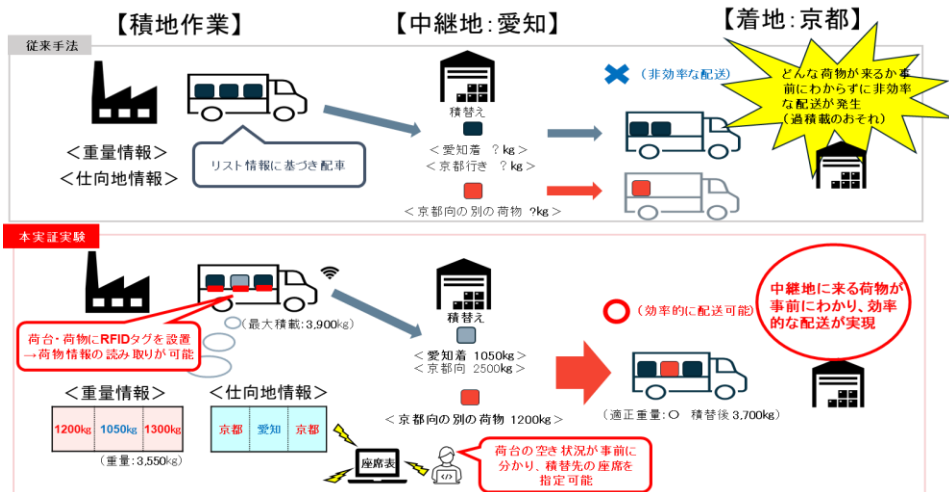 【積地作業】
【中継地:愛知】
【着地:京都】
従来手法
<重量情報>
<仕向地情報>
リスト情報に基づき配車
積替え
<愛知着 ?kg>
<京都行き ?kg>
<京都向の別の荷物 ?kg>
(非効率な配送)
どんな荷物が来るか事
前にわからずに非効率
な配送が発生
(過積載のおそれ)
本実証実験
荷台・荷物にRFIDタグを設置
→荷物情報の読み取りが可能
(最大積載:3,900kg)
<重量情報>
1200kg 1050kg 1300kg
(重量:3,550kg)
<仕向地情報>
京都 愛知 京都
積替え
<愛知着 1050kg>
<京都向 2500kg>
<京都向の別の荷物 1200kg>
座席表
</>
荷台の空き状況が事前に
分かり、積替先の座席を
指定可能
(効率的に配送可能)
(適正重量:○ 積替後 3,700kg)
中継地に来る荷物が
事前にわかり、効率
的な配送が実現